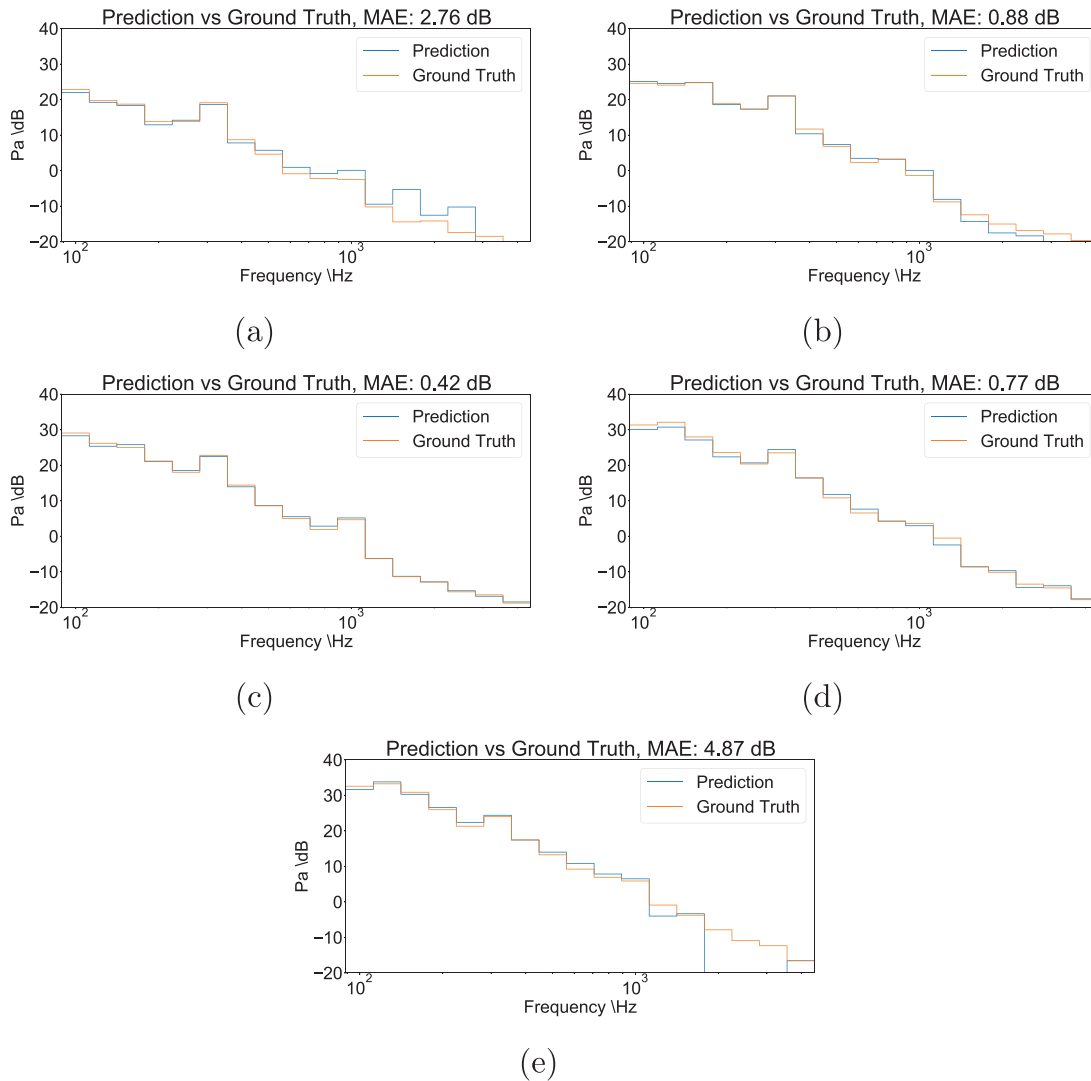 Prediction vs Ground Truth, MAE: 2.76 dB
40
30
20
10
0
−10
−20
Pa \dB
Prediction
Ground Truth
10²
10³
Frequency \Hz
(a)
Prediction vs Ground Truth, MAE: 0.88 dB
40
30
20
10
0
−10
−20
Pa \dB
Prediction
Ground Truth
10²
10³
Frequency \Hz
(b)
Prediction vs Ground Truth, MAE: 0.42 dB
40
30
20
10
0
−10
−20
Pa \dB
Prediction
Ground Truth
10²
10³
Frequency \Hz
(c)
Prediction vs Ground Truth, MAE: 0.77 dB
40
30
20
10
0
−10
−20
Pa \dB
Prediction
Ground Truth
10²
10³
Frequency \Hz
(d)
Prediction vs Ground Truth, MAE: 4.87 dB
40
30
20
10
0
−10
−20
Pa \dB
Prediction
Ground Truth
10²
10³
Frequency \Hz
(e)